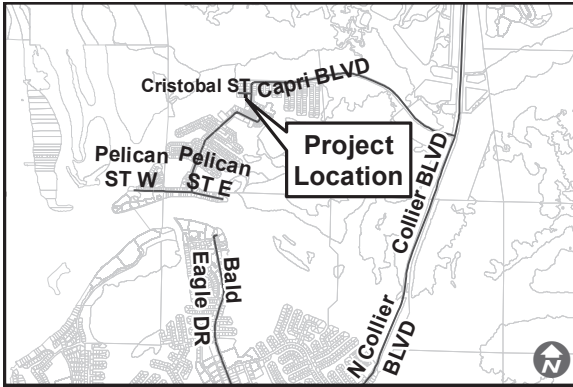 Cristobal ST
Capri BLVD
Project
Location
Pelican
ST W
Pelican
ST E
Collier BLVD
Bald
Eagle DR
N Collier
BLVD
N